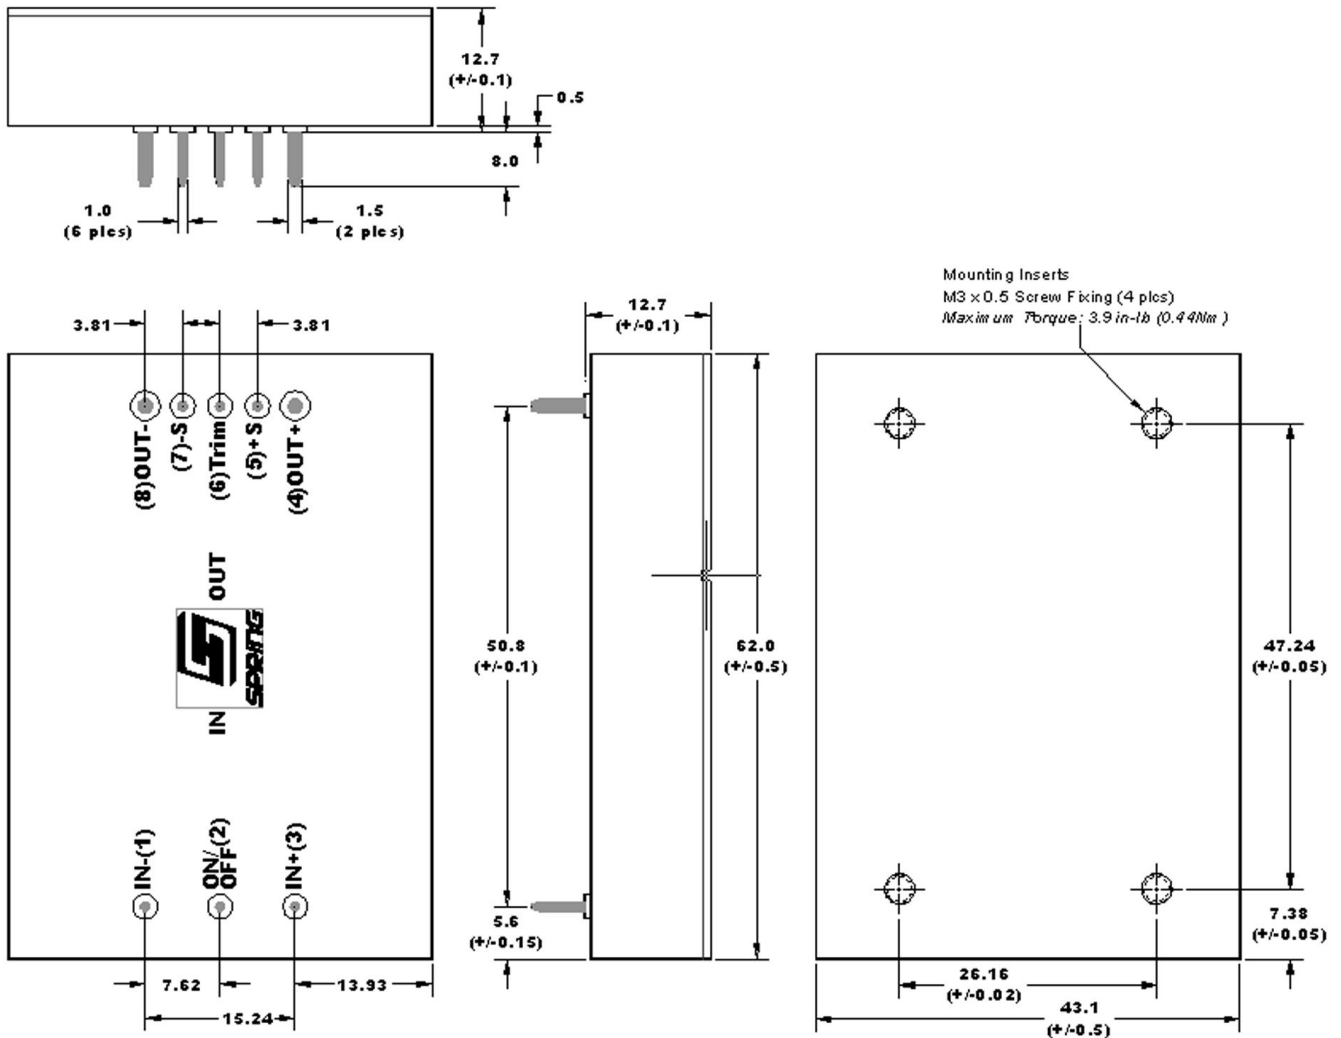 12.7
(+/-0.1)
0.5
8.0
1.0
(6 plcs)
1.5
(2 plcs)
Mounting Inserts
M3 x 0.5 Screw Fixing (4 plcs)
Maximum Torque: 3.9 in-lb (0.44Nm)
3.81
3.81
12.7
(+/-0.1)
(8)OUT-
(7)-S
(6)Trim
(5)+S
(4)OUT+
OUT
SPRING
IN
50.8
(+/-0.1)
62.0
(+/-0.5)
47.24
(+/-0.05)
IN-(1)
ON/
OFF(2)
IN+(3)
5.6
(+/-0.15)
7.38
(+/-0.05)
7.62
13.93
15.24
26.16
(+/-0.02)
43.1
(+/-0.5)